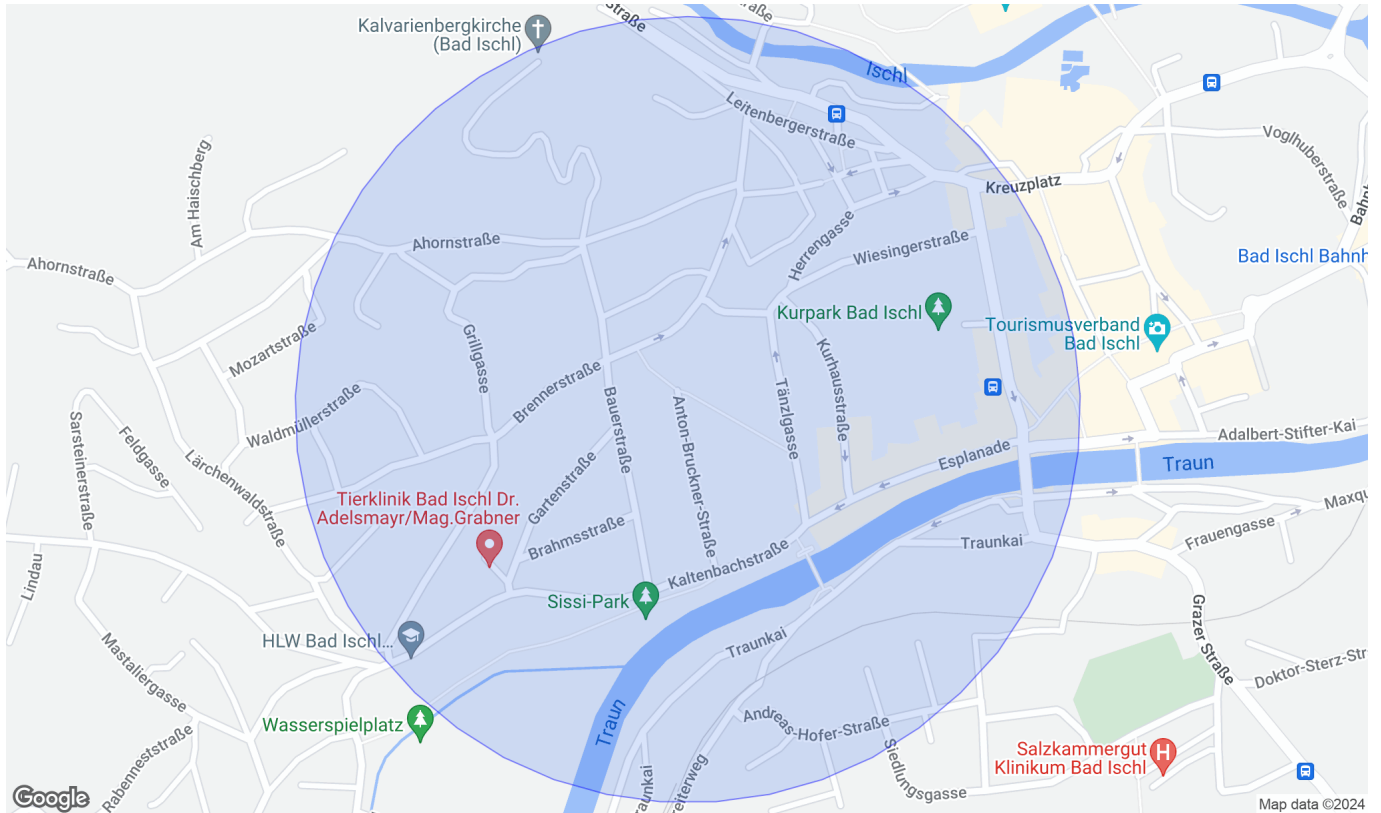 Kalvarienbergkirche
(Bad Ischl)
straße
Ischl
Leitenbergerstraße
Voglhuberstraße
Am Haischberg
Kreuzplatz
Ahornstraße
Herrengasse
Wiesingerstraße
Ahornstraße
Bad Ischl Bahnh
Kurpark Bad Ischl
Tourismusverband
Bad Ischl
Mozartstraße
Grillgasse
Kurhausstraße
Brennerstraße
Tänzlgasse
Bauerstraße
Anton-Bruckner-Straße
Waldmüllerstraße
Sarsteinerstraße
Feldgasse
Lärchenwaldstraße
Adalbert-Stifter-Kai
Esplanade
Traun
Gartenstraße
Tierklinik Bad Ischl Dr.
Adelsmayr/Mag.Grabner
Maxqu
Frauengasse
Brahmsstraße
Traunkai
Kaltenbachstraße
Lindau
Sissi-Park
HLW Bad Ischl...
Traunkai
Grazer Straße
Doktor-Sterz-Str
Mastaliergasse
Wasserspielplatz
Traun
Andreas-Hofer-Straße
Rabenneststraße
Siedlungsgasse
Salzkammergut
Klinikum Bad Ischl
H
Google
Map data ©2024